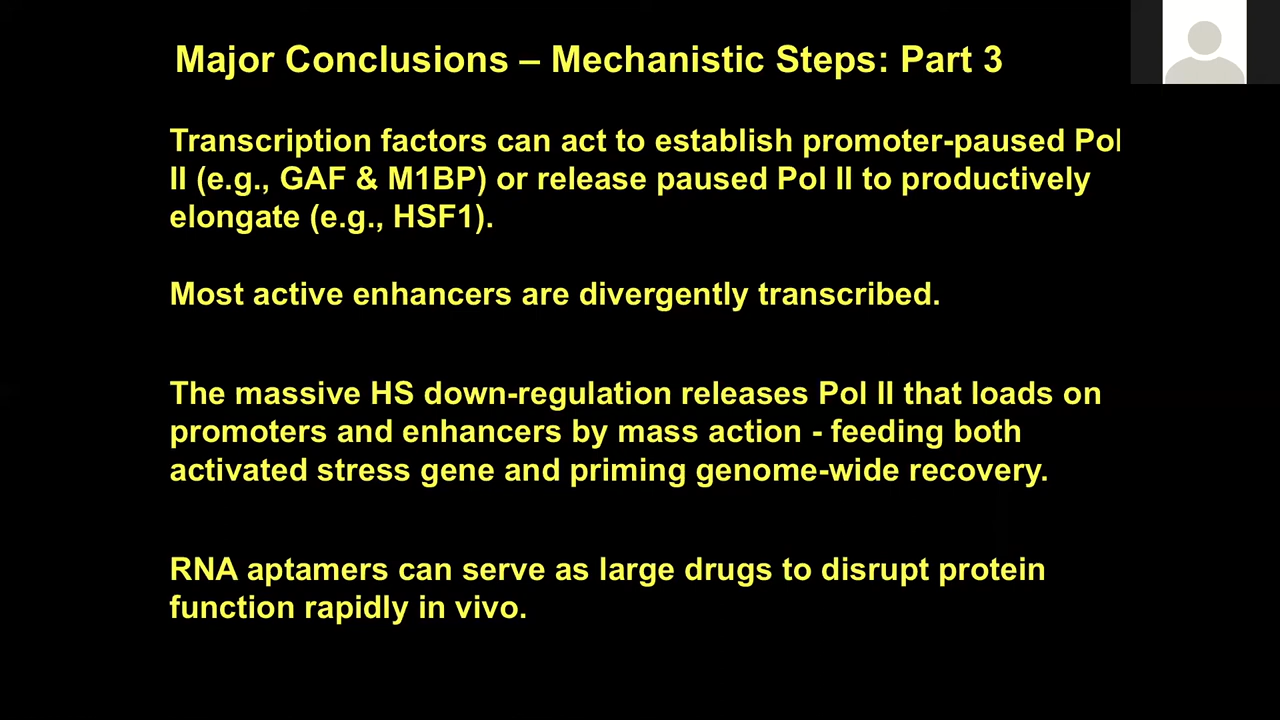 Major Conclusions – Mechanistic Steps: Part 3
Transcription factors can act to establish promoter-paused Pol
II (e.g., GAF & M1BP) or release paused Pol II to productively
elongate (e.g., HSF1).
Most active enhancers are divergently transcribed.
The massive HS down-regulation releases Pol II that loads on
promoters and enhancers by mass action - feeding both
activated stress gene and priming genome-wide recovery.
RNA aptamers can serve as large drugs to disrupt protein
function rapidly in vivo.